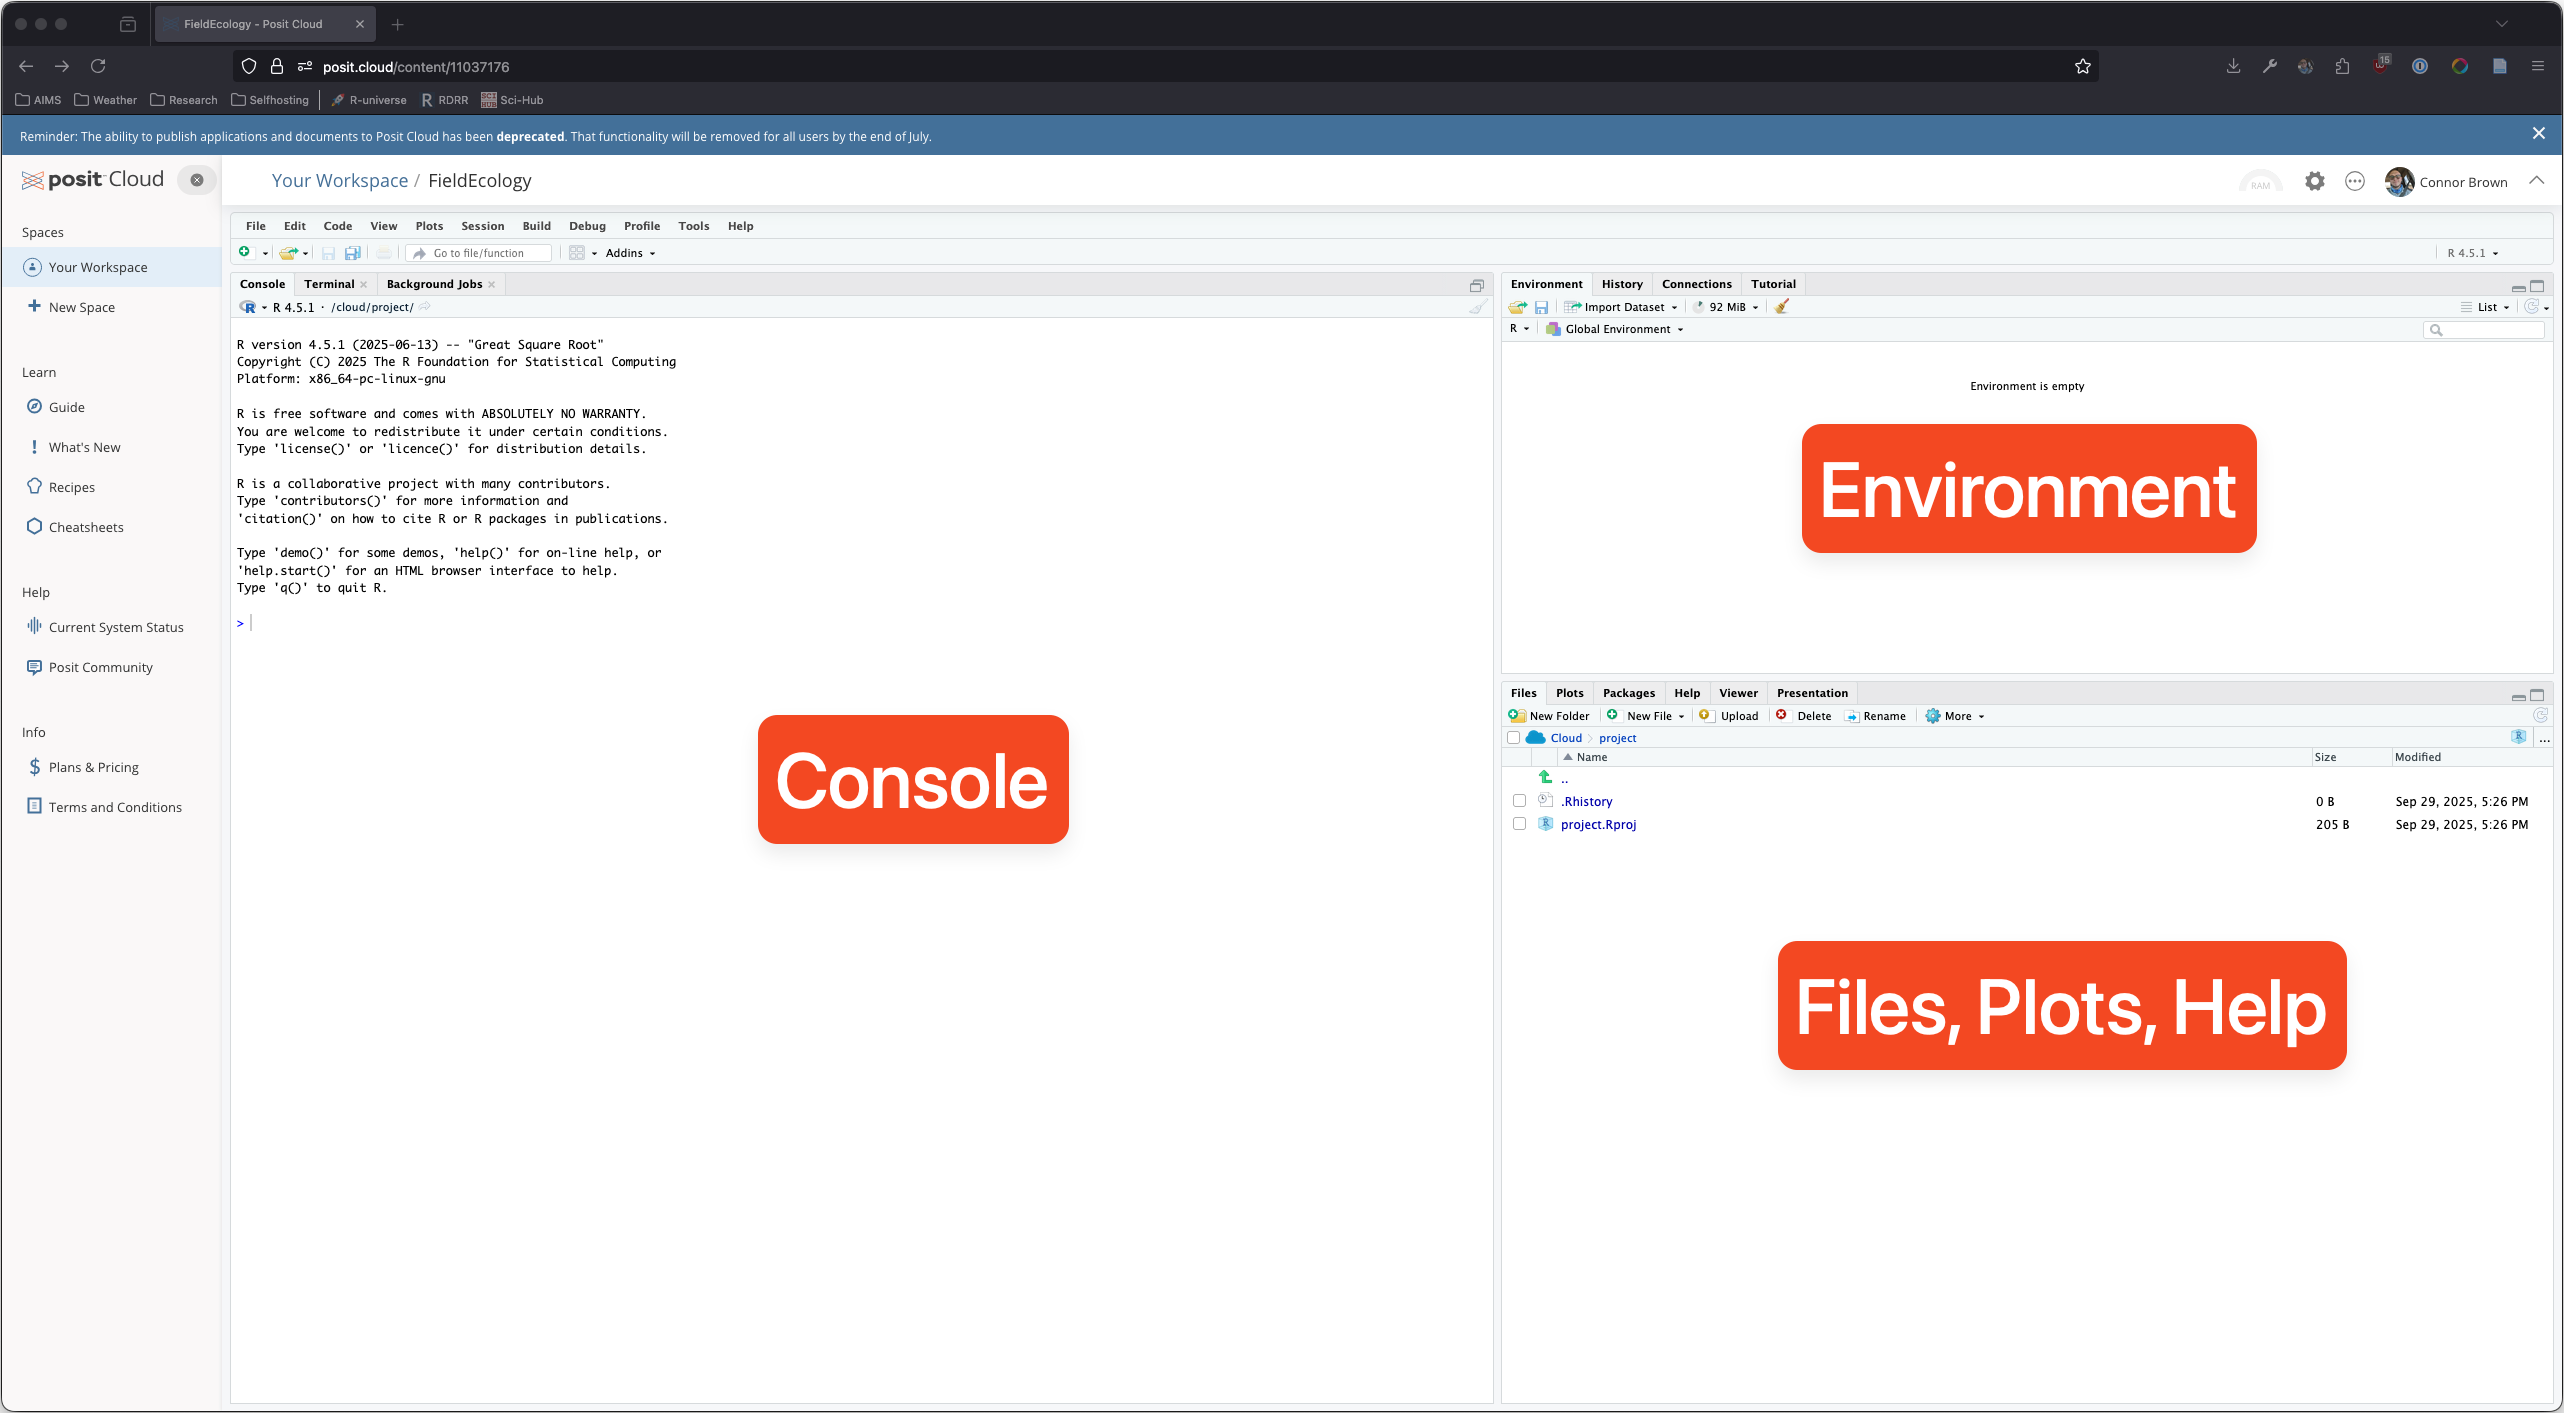 FieldEcology - Posit Cloud
posit.cloud/content/11037176
15
AIMS Weather Research Selfhosting R-universe RDRR Sci-Hub
Reminder: The ability to publish applications and documents to Posit Cloud has been deprecated. That functionality will be removed for all users by the end of July.
posit Cloud
Your Workspace / FieldEcology
RAM
Connor Brown
Spaces
Your Workspace
New Space
Learn
Guide
What's New
Recipes
Cheatsheets
Help
Current System Status
Posit Community
Info
Plans & Pricing
Terms and Conditions
File Edit Code View Plots Session Build Debug Profile Tools Help
Go to file/function Addins R 4.5.1
Console Terminal Background Jobs
R 4.5.1 · /cloud/project/
R version 4.5.1 (2025-06-13) -- "Great Square Root"
Copyright (C) 2025 The R Foundation for Statistical Computing
Platform: x86_64-pc-linux-gnu
R is free software and comes with ABSOLUTELY NO WARRANTY.
You are welcome to redistribute it under certain conditions.
Type 'license()' or 'licence()' for distribution details.
R is a collaborative project with many contributors.
Type 'contributors()' for more information and
'citation()' on how to cite R or R packages in publications.
Type 'demo()' for some demos, 'help()' for on-line help, or
'help.start()' for an HTML browser interface to help.
Type 'q()' to quit R.
>
Console
Environment History Connections Tutorial
Import Dataset 92 MiB List
R Global Environment
Environment is empty
Environment
Files Plots Packages Help Viewer Presentation
New Folder New File Upload Delete Rename More
Cloud project ...
Name Size Modified
..
.Rhistory 0 B Sep 29, 2025, 5:26 PM
project.Rproj 205 B Sep 29, 2025, 5:26 PM
Files, Plots, Help